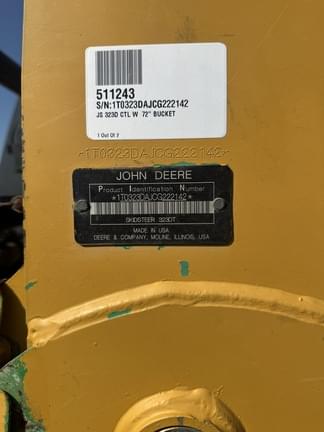 511243
S/N:1T0323DAJCG222142
JS 323D CTL W 72" BUCKET
1 Out Of 2
*1T0323DAJCG222142*
JOHN DEERE
Product Identification Number
*1T0323DAJCG222142*
SKIDSTEER 323DT
MADE IN USA
DEERE & COMPANY, MOLINE, ILLINOIS, USA